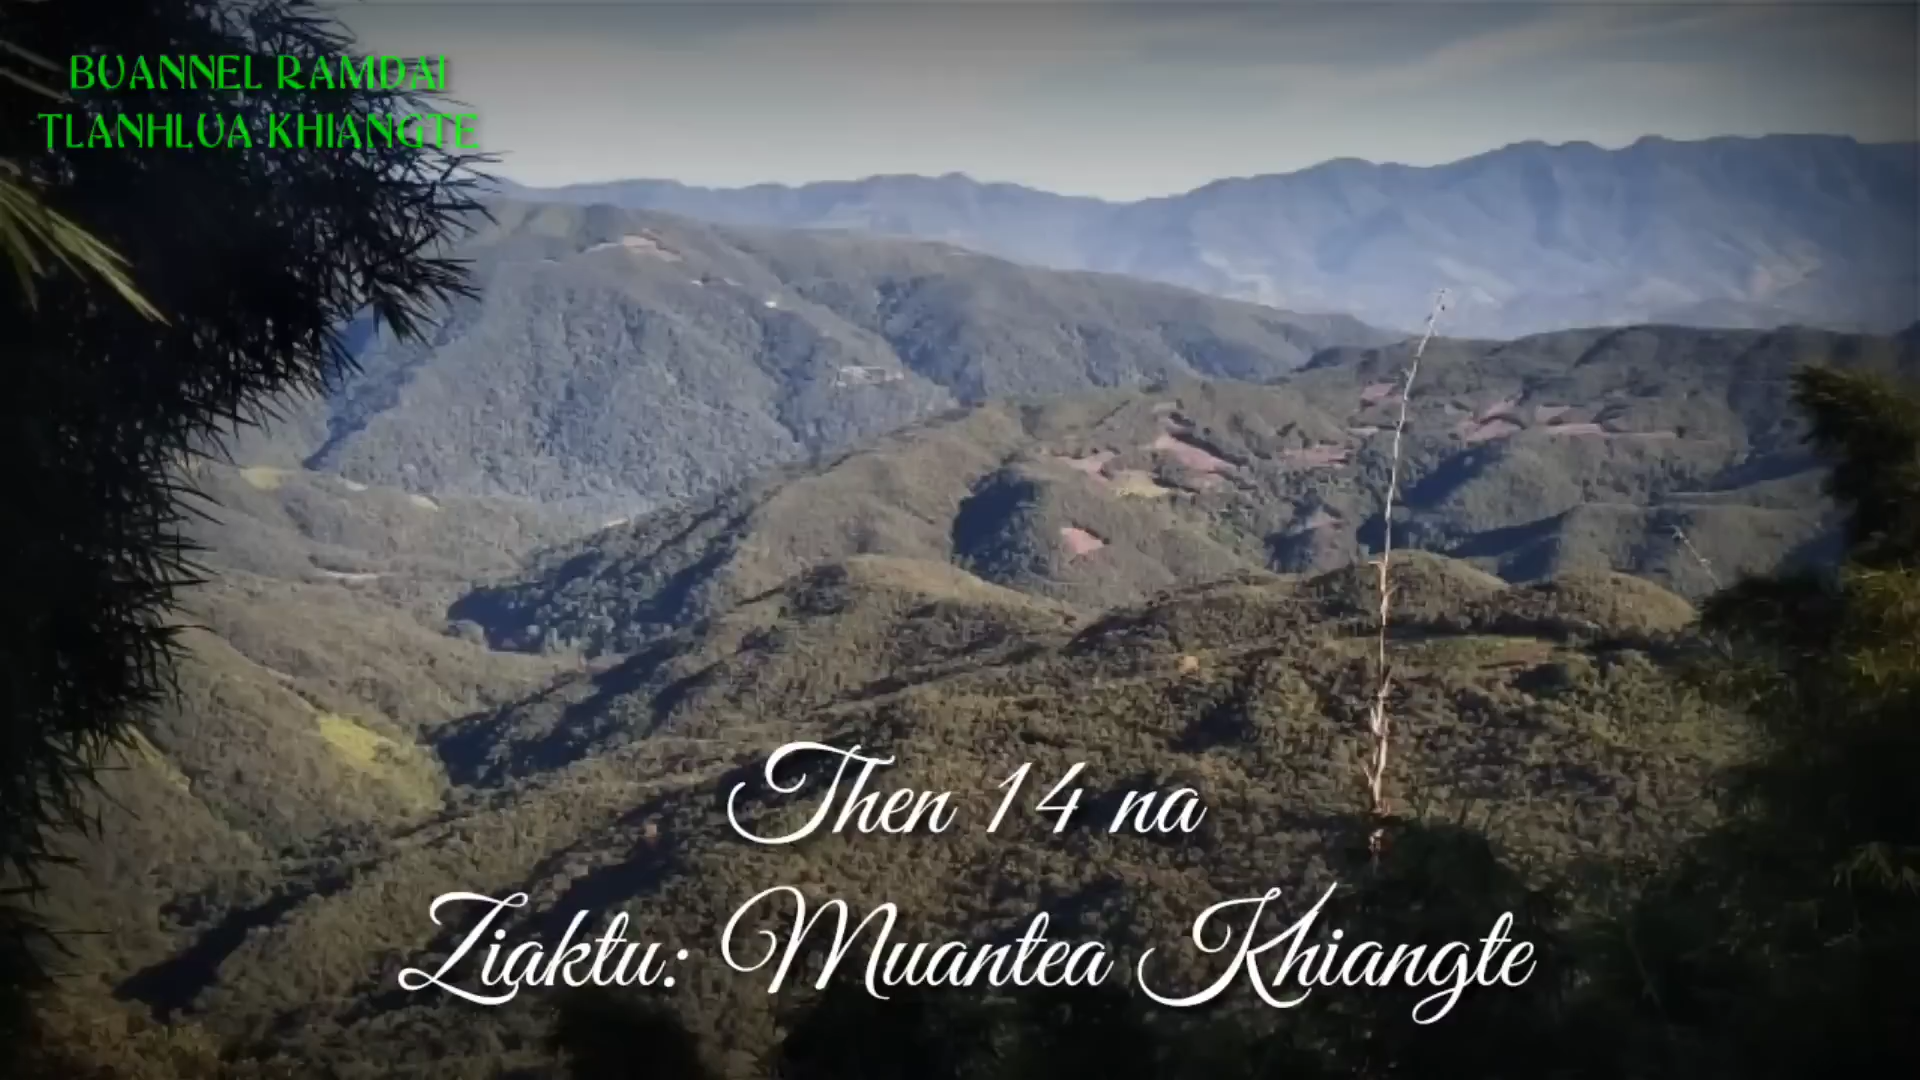 BUANNEL RAMDAI
TLANHLUA KHIANGTE
Then 14 na
Ziaktu: Muantea Khiangte